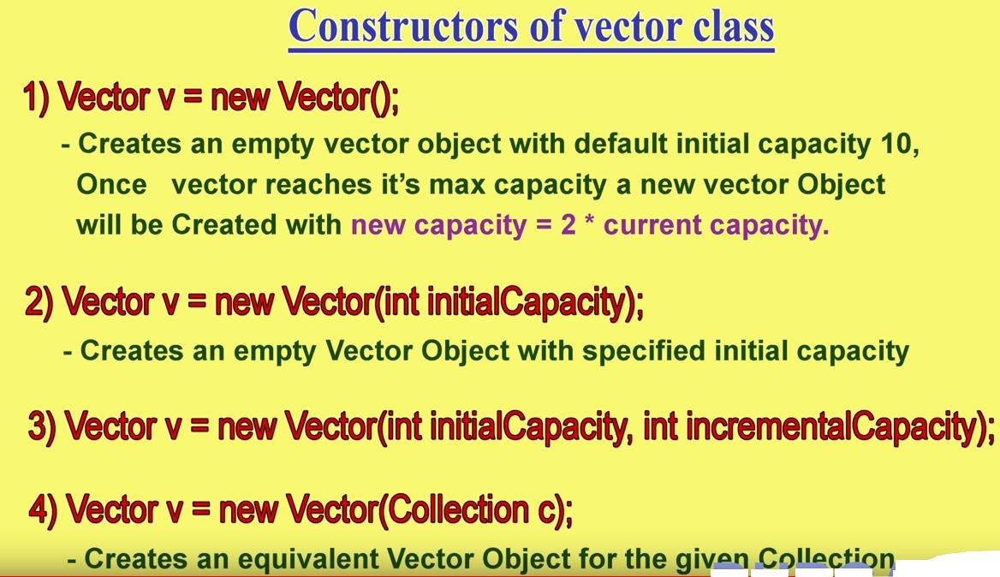 Constructors of vector class
1) Vector v = new Vector();
- Creates an empty vector object with default initial capacity 10,
Once vector reaches it’s max capacity a new vector Object
will be Created with new capacity = 2 * current capacity.
2) Vector v = new Vector(int initialCapacity);
- Creates an empty Vector Object with specified initial capacity
3) Vector v = new Vector(int initialCapacity, int incrementalCapacity);
4) Vector v = new Vector(Collection c);
- Creates an equivalent Vector Object for the given Collection